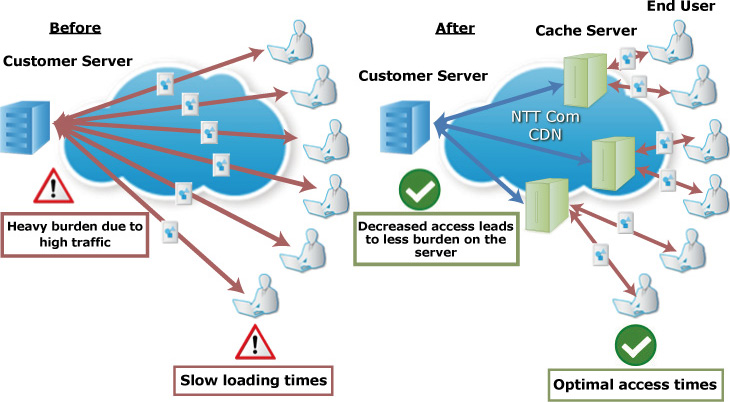 Before
Customer Server
Heavy burden due to
high traffic
Slow loading times
After
End User
Cache Server
Customer Server
NTT Com
CDN
Decreased access leads
to less burden on the
server
Optimal access times